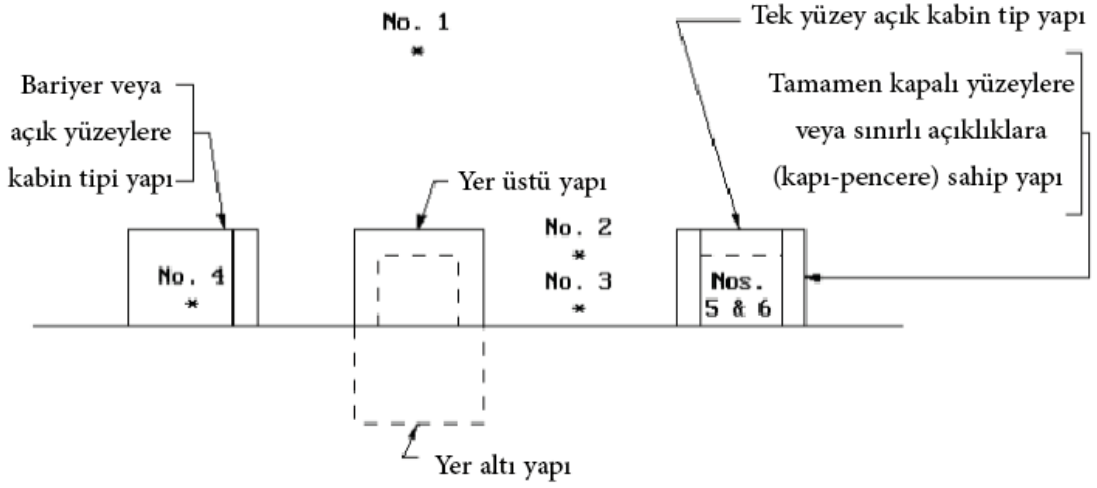 No. 1
*
Tek yüzey açık kabin tip yapı
Bariyer veya
açık yüzeylere
kabin tipi yapı
Tamamen kapalı yüzeylere
veya sınırlı açıklıklara
(kapı-pencere) sahip yapı
Yer üstü yapı
No. 2
*
No. 3
*
No. 4
*
Nos.
5 & 6
Yer altı yapı